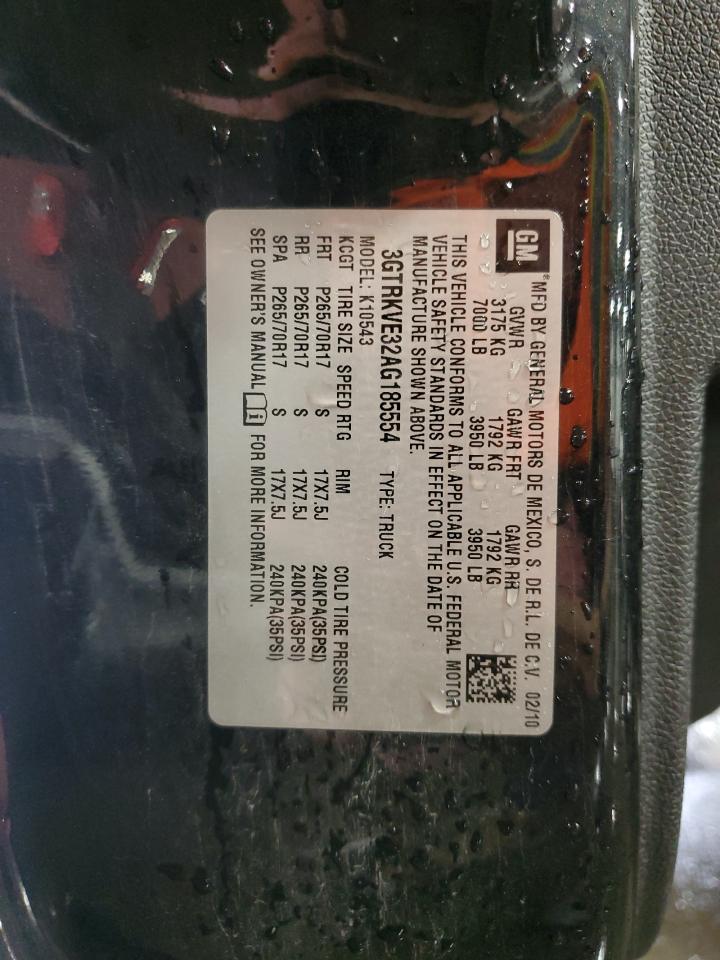 GM
MFD BY GENERAL MOTORS DE MEXICO, S. DE R.L. DE C.V. 02/10
GVWR GAWR FRT GAWR RR
3175 KG 1792 KG 1792 KG
7000 LB 3950 LB 3950 LB
THIS VEHICLE CONFORMS TO ALL APPLICABLE U.S. FEDERAL MOTOR
VEHICLE SAFETY STANDARDS IN EFFECT ON THE DATE OF
MANUFACTURE SHOWN ABOVE.
3GTRKVE32AG185554 TYPE: TRUCK
MODEL: K10543
KCGT TIRE SIZE SPEED RTG RIM COLD TIRE PRESSURE
FRT P265/70R17 S 17X7.5J 240KPA(35PSI)
RR P265/70R17 S 17X7.5J 240KPA(35PSI)
SPA P265/70R17 S 17X7.5J 240KPA(35PSI)
SEE OWNER'S MANUAL i FOR MORE INFORMATION.